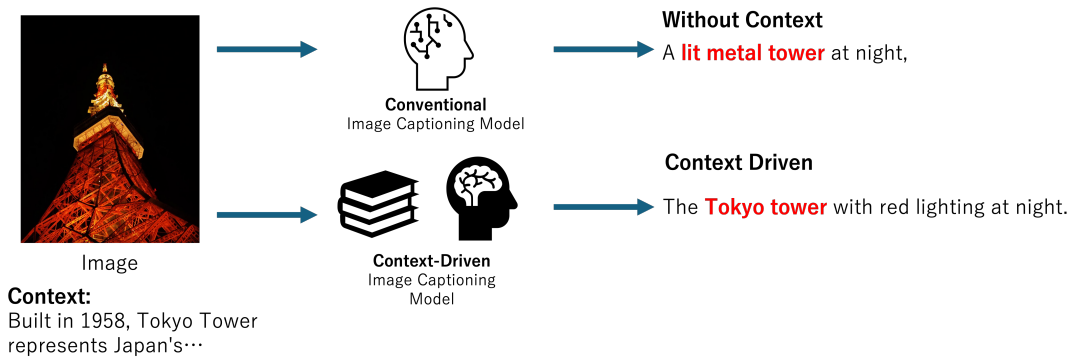 Without Context
A lit metal tower at night,
Conventional
Image Captioning Model
Context Driven
The Tokyo tower with red lighting at night.
Image
Context-Driven
Image Captioning
Model
Context:
Built in 1958, Tokyo Tower
represents Japan's⋯